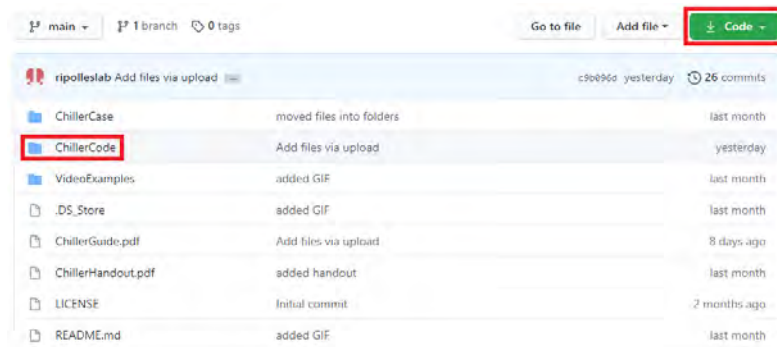 main 1 branch 0 tags Go to file Add file Code
ripolleslab Add files via upload yesterday 26 commits
ChillerCase moved files into folders last month
ChillerCode Add files via upload yesterday
VideoExamples added GIF last month
.DS_Store added GIF last month
ChillerGuide.pdf Add files via upload 8 days ago
ChillerHandout.pdf added handout last month
LICENSE Initial commit 2 months ago
README.md added GIF last month